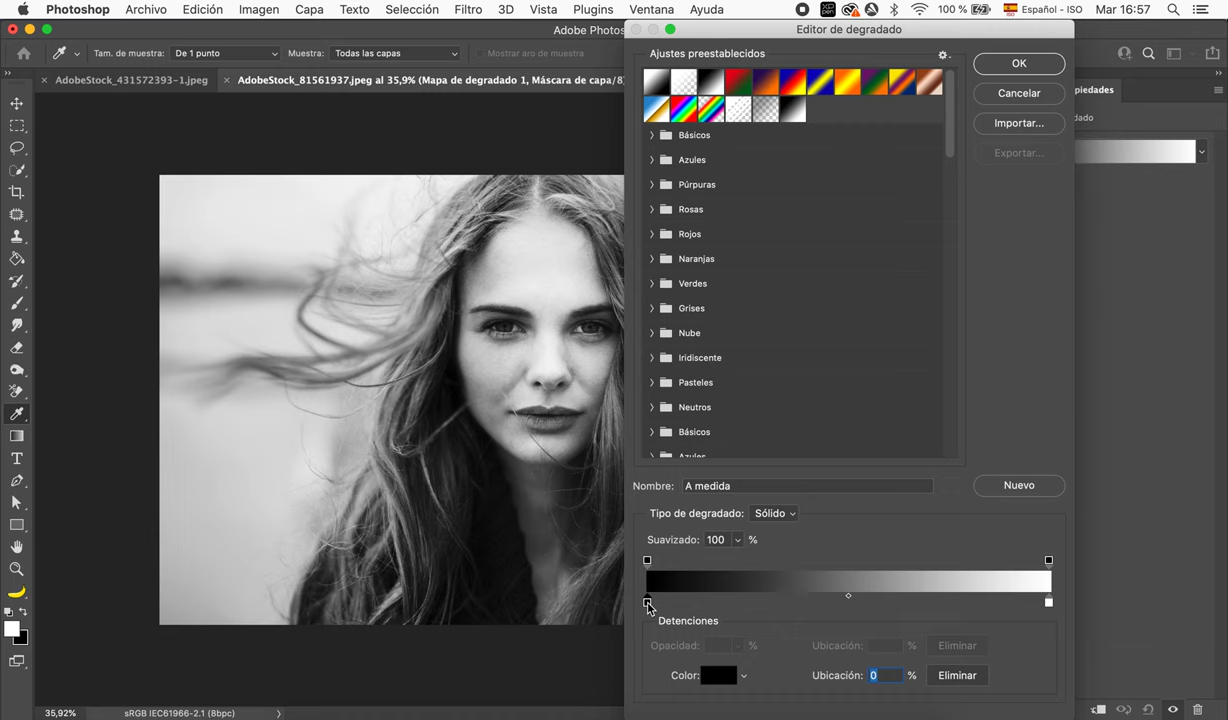 Photoshop Archivo Edición Imagen Capa Texto Selección Filtro 3D Vista Plugins Ventana Ayuda 100 % Español - ISO Mar 16:57
Adobe Photos
Editor de degradado
Tam. de muestra: De 1 punto Muestra: Todas las capas Mostrar aro de muestra
AdobeStock_431572393-1.jpeg
AdobeStock_81561937.jpeg al 35,9% (Mapa de degradado 1, Máscara de capa/8
Ajustes preestablecidos
OK
Cancelar
Importar...
Exportar...
piedades
dado
Básicos
Azules
Púrpuras
Rosas
Rojos
Naranjas
Verdes
Grises
Nube
Iridiscente
Pasteles
Neutros
Básicos
Azules
Nombre: A medida
Nuevo
Tipo de degradado: Sólido
Suavizado: 100 %
Detenciones
Opacidad: % Ubicación: % Eliminar
Color: Ubicación: 0 % Eliminar
35,92% sRGB IEC61966-2.1 (8bpc)